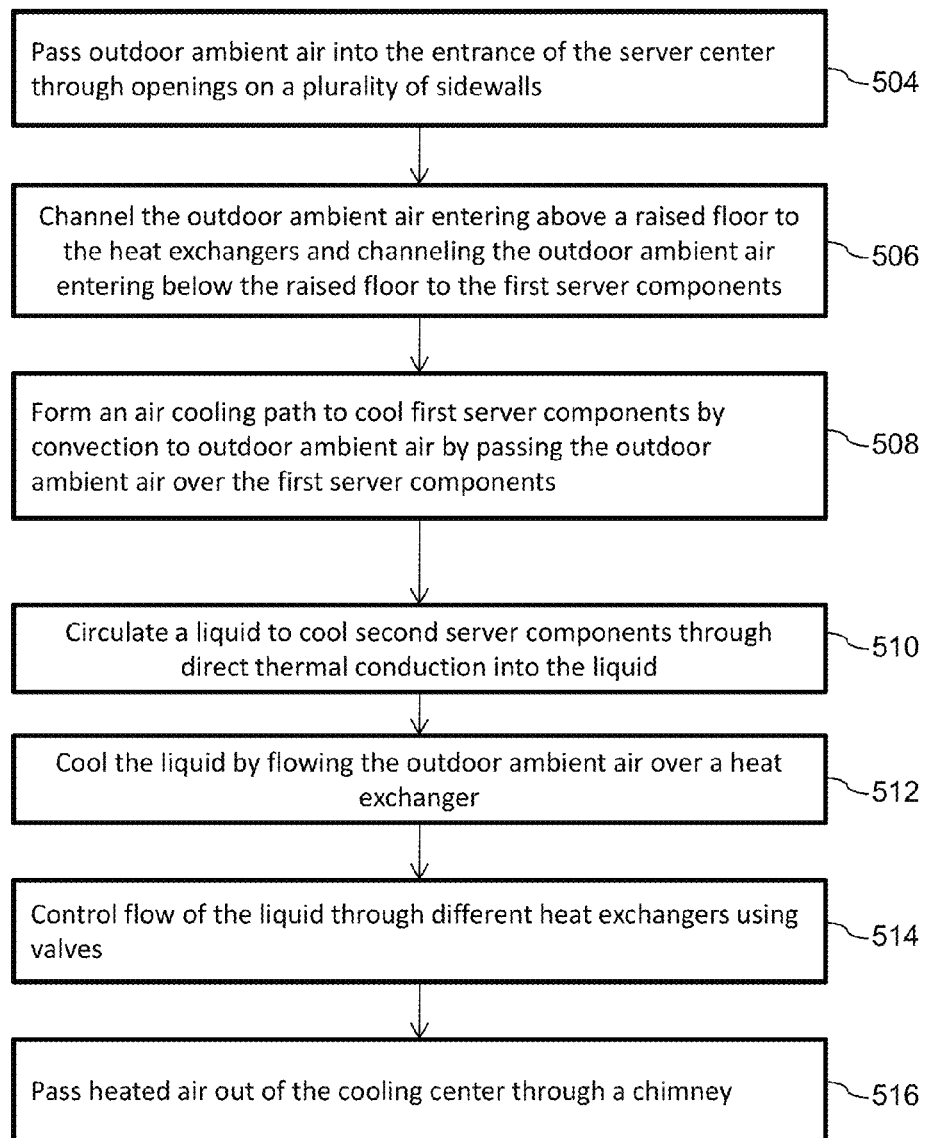 Pass outdoor ambient air into the entrance of the server center
through openings on a plurality of sidewalls
504
Channel the outdoor ambient air entering above a raised floor to
the heat exchangers and channeling the outdoor ambient air
entering below the raised floor to the first server components
506
Form an air cooling path to cool first server components by
convection to outdoor ambient air by passing the outdoor
ambient air over the first server components
508
Circulate a liquid to cool second server components through
direct thermal conduction into the liquid
510
Cool the liquid by flowing the outdoor ambient air over a heat
exchanger
512
Control flow of the liquid through different heat exchangers using
valves
514
Pass heated air out of the cooling center through a chimney
516